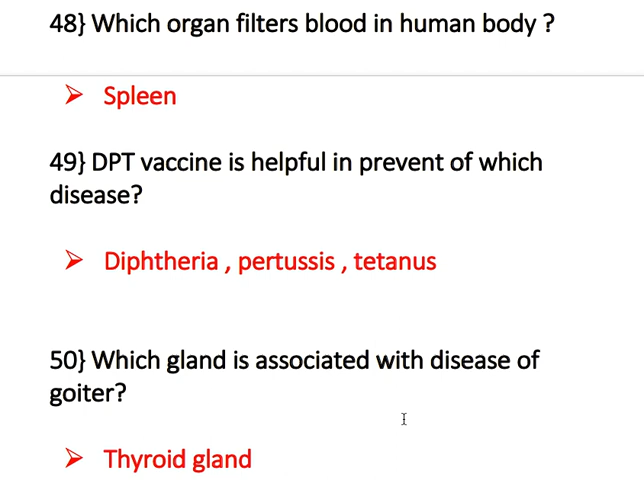 48} Which organ filters blood in human body ?
➢ Spleen
49} DPT vaccine is helpful in prevent of which
disease?
➢ Diphtheria , pertussis , tetanus
50} Which gland is associated with disease of
goiter?
➢ Thyroid gland